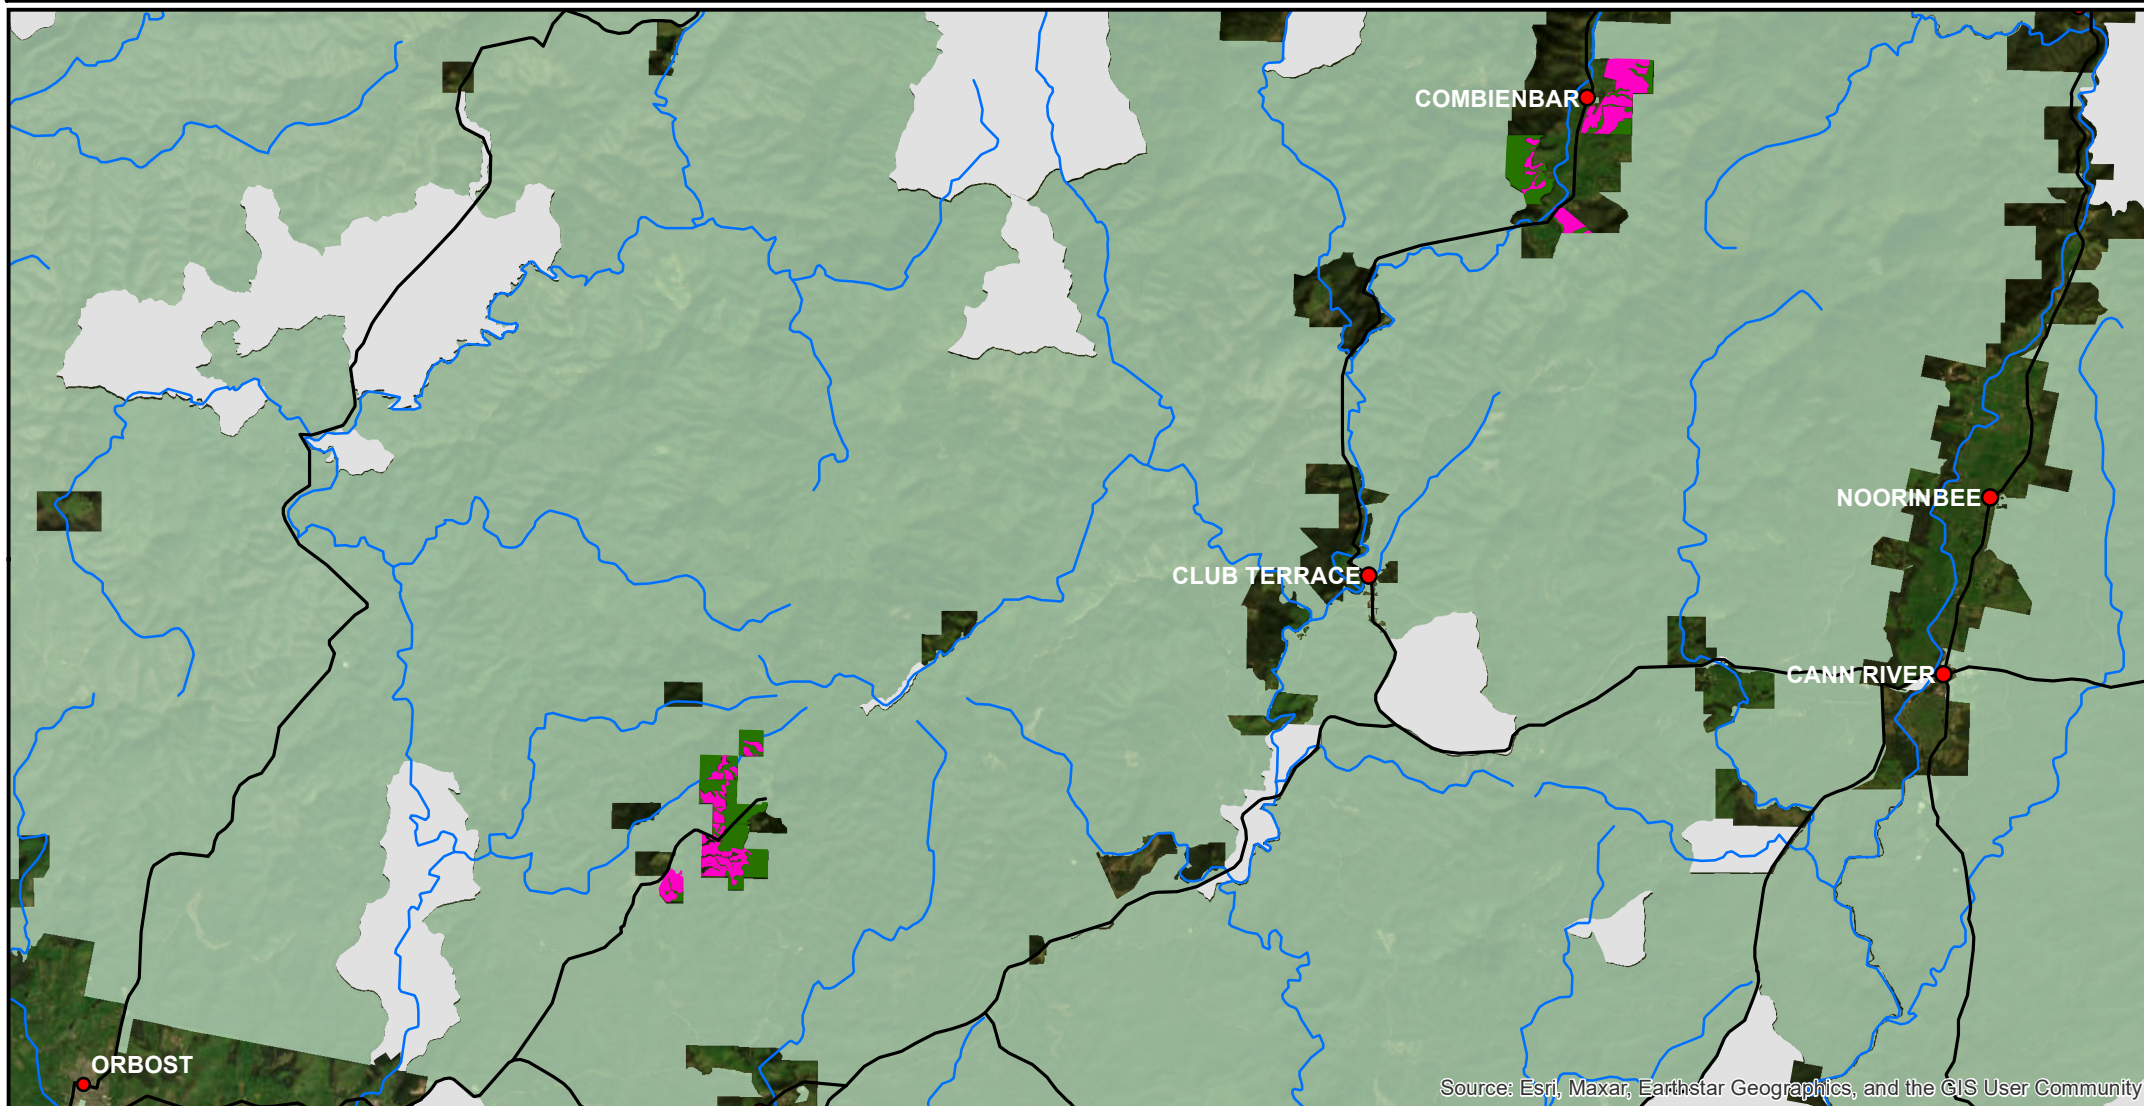 COMBIENBAR
NOORINBEE
CLUB TERRACE
CANN RIVER
ORBOST
Source: Esri, Maxar, Earthstar Geographics, and the GIS User Community